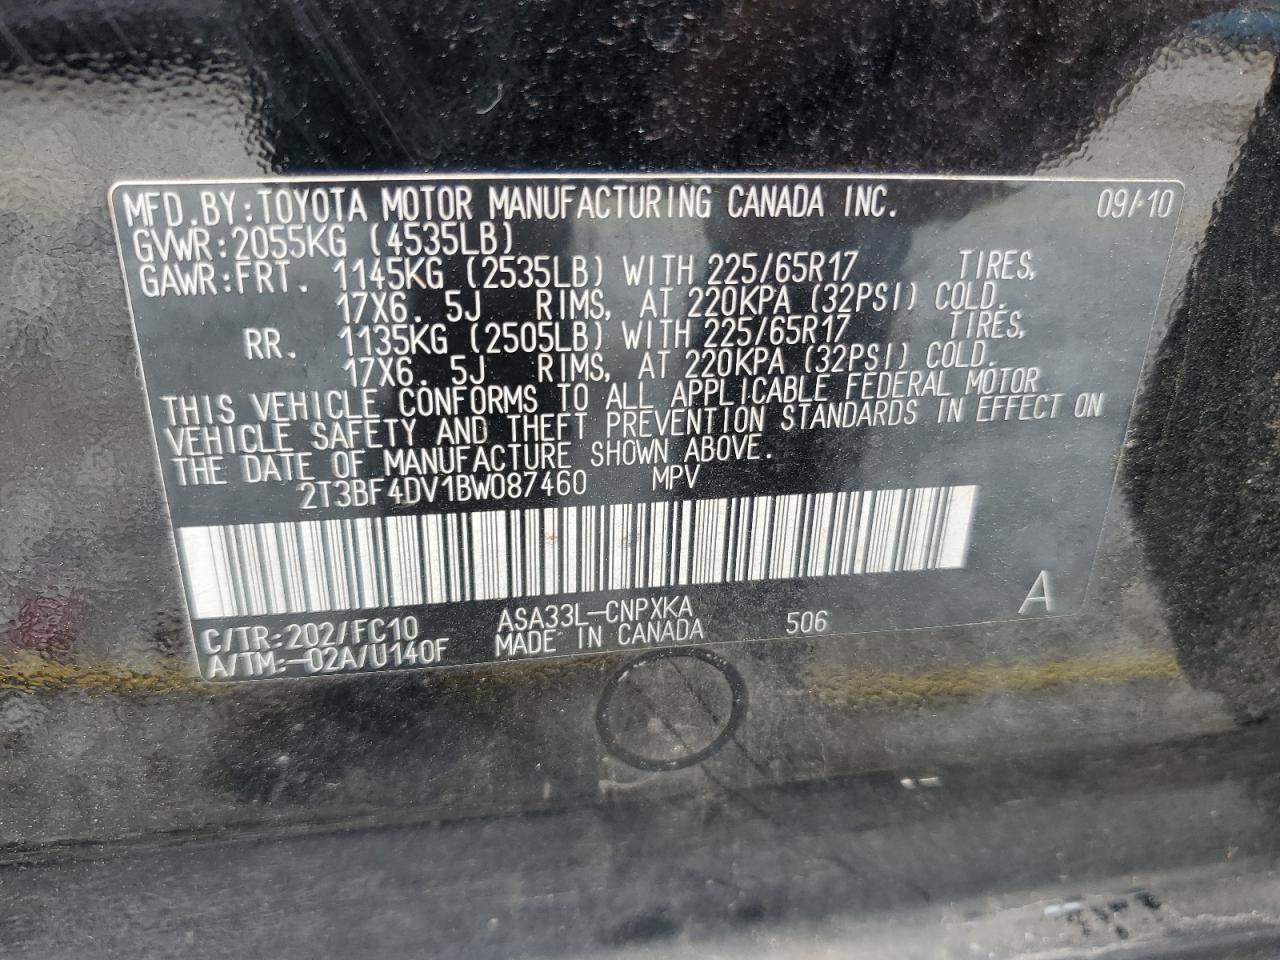 MFD.BY:TOYOTA MOTOR MANUFACTURING CANADA INC. 09/10
GVWR:2055KG (4535LB)
GAWR:FRT. 1145KG (2535LB) WITH 225/65R17 TIRES,
17X6. 5J RIMS, AT 220KPA (32PSI) COLD.
RR. 1135KG (2505LB) WITH 225/65R17 TIRES,
17X6. 5J RIMS, AT 220KPA (32PSI) COLD.
THIS VEHICLE CONFORMS TO ALL APPLICABLE FEDERAL MOTOR
VEHICLE SAFETY AND THEFT PREVENTION STANDARDS IN EFFECT ON
THE DATE OF MANUFACTURE SHOWN ABOVE.
2T3BF4DV1BW087460 MPV
C/TR:202/FC10 ASA33L-CNPXKA 506 A
A/TM:-02A/U140F MADE IN CANADA